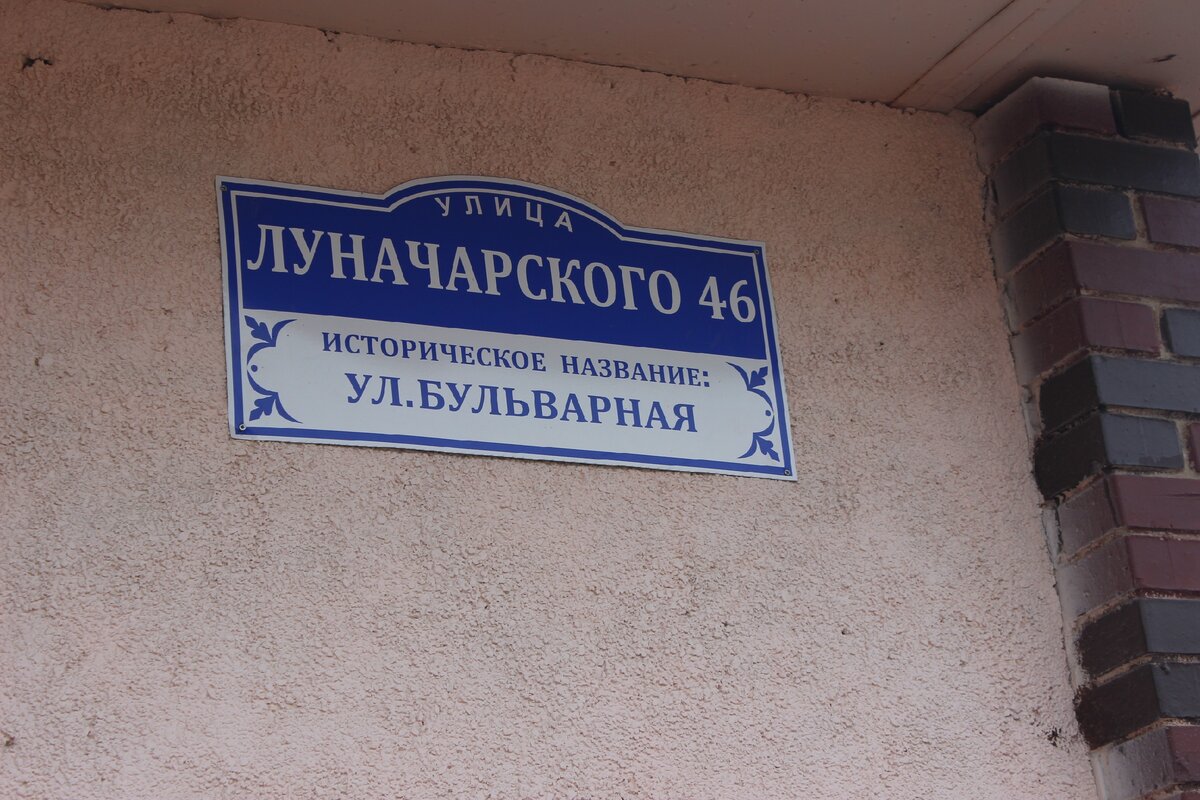 УЛИЦА
ЛУНАЧАРСКОГО 46
ИСТОРИЧЕСКОЕ НАЗВАНИЕ:
УЛ.БУЛЬВАРНАЯ